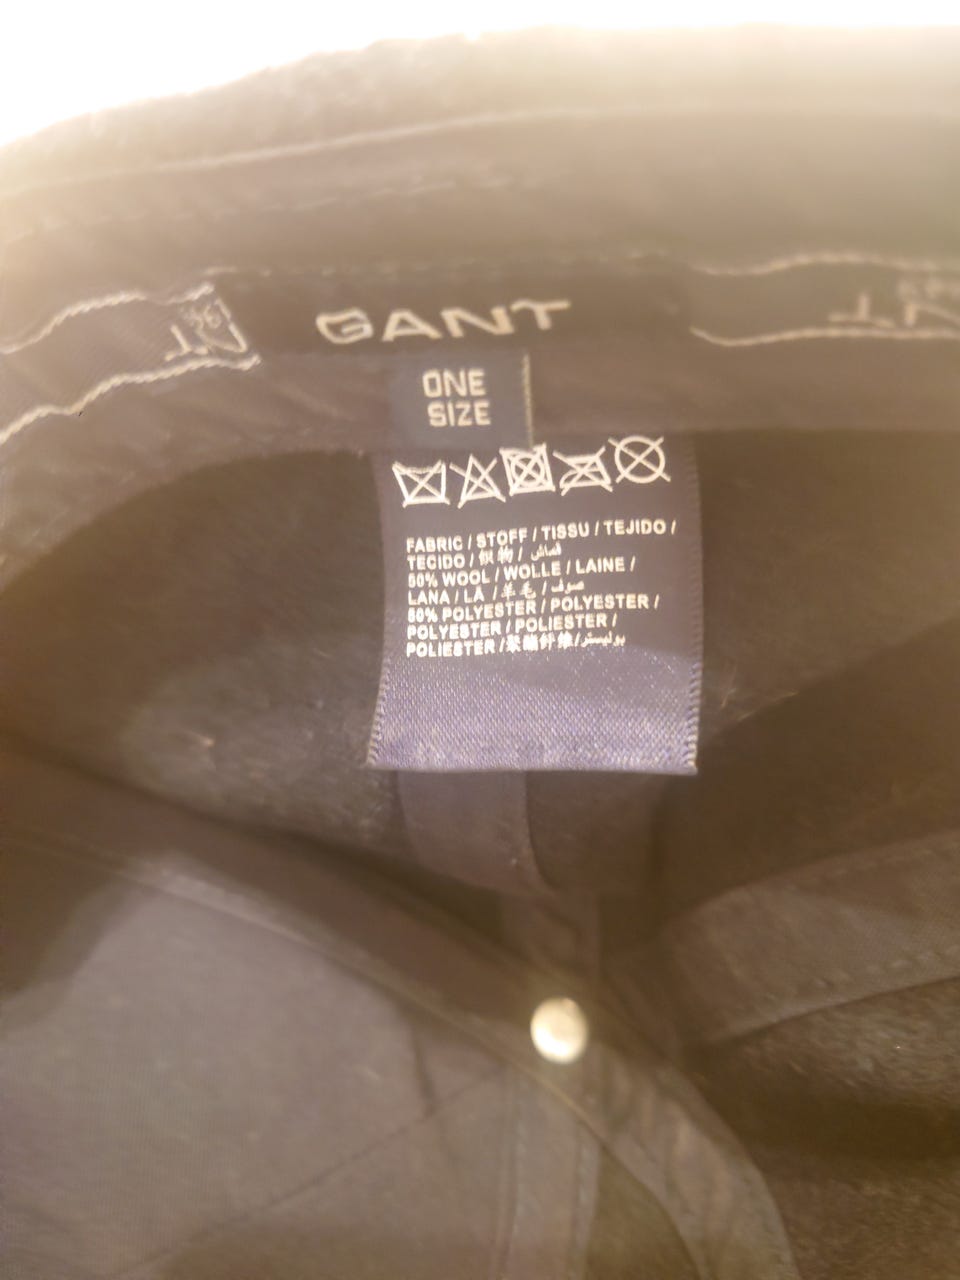 GANT
ONE
SIZE
FABRIC / STOFF / TISSU / TEJIDO /
TECIDO / 织物 / قماش
50% WOOL / WOLLE / LAINE /
LANA / LÃ / 羊毛 / صوف
50% POLYESTER / POLYESTER /
POLYESTER / POLIESTER /
POLIESTER /聚酯纤维/بوليستر